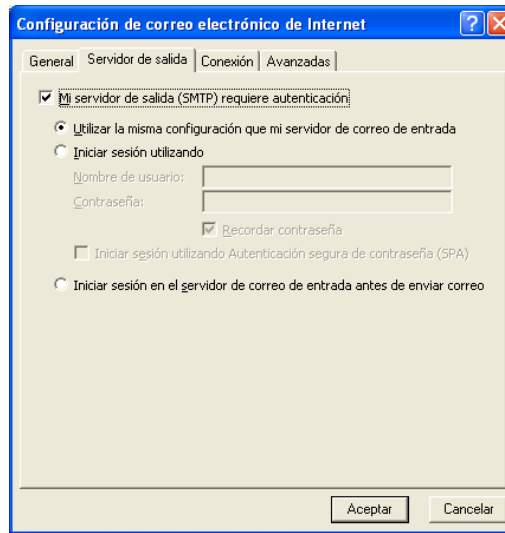 Configuración de correo electrónico de Internet
General Servidor de salida Conexión Avanzadas
Mi servidor de salida (SMTP) requiere autenticación
Utilizar la misma configuración que mi servidor de correo de entrada
Iniciar sesión utilizando
Nombre de usuario:
Contraseña:
Recordar contraseña
Iniciar sesión utilizando Autenticación segura de contraseña (SPA)
Iniciar sesión en el servidor de correo de entrada antes de enviar correo
Aceptar Cancelar